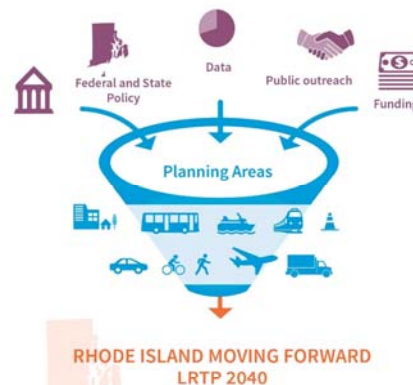 Federal and State
Policy
Data
Public outreach
Funding
Planning Areas
RHODE ISLAND MOVING FORWARD
LRTP 2040